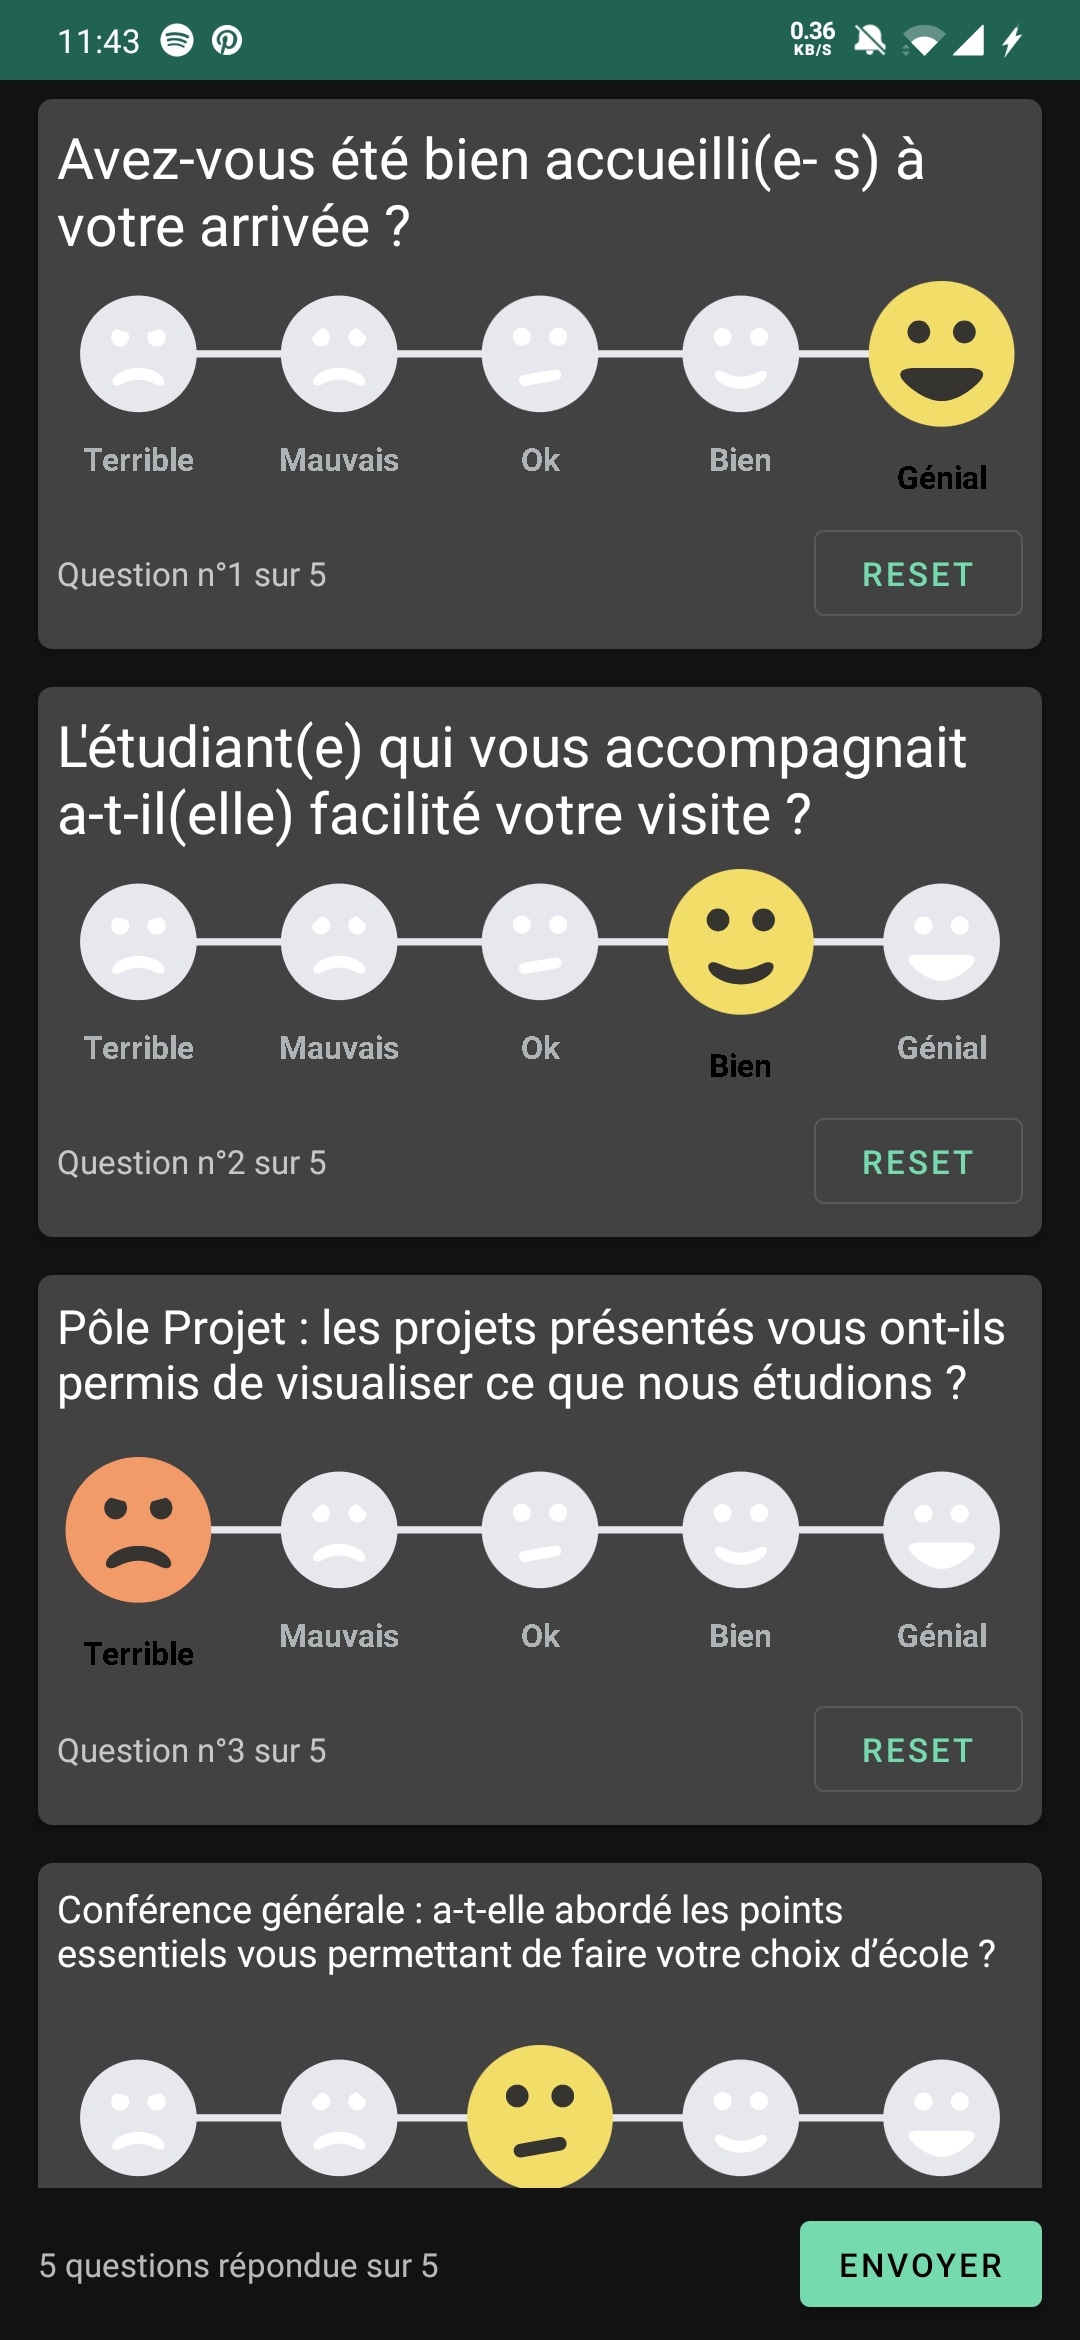 11:43
0.36
KB/S
Avez-vous été bien accueilli(e- s) à
votre arrivée ?
Terrible Mauvais Ok Bien Génial
Question n°1 sur 5 RESET
L'étudiant(e) qui vous accompagnait
a-t-il(elle) facilité votre visite ?
Terrible Mauvais Ok Bien Génial
Question n°2 sur 5 RESET
Pôle Projet : les projets présentés vous ont-ils
permis de visualiser ce que nous étudions ?
Terrible Mauvais Ok Bien Génial
Question n°3 sur 5 RESET
Conférence générale : a-t-elle abordé les points
essentiels vous permettant de faire votre choix d’école ?
5 questions répondue sur 5 ENVOYER